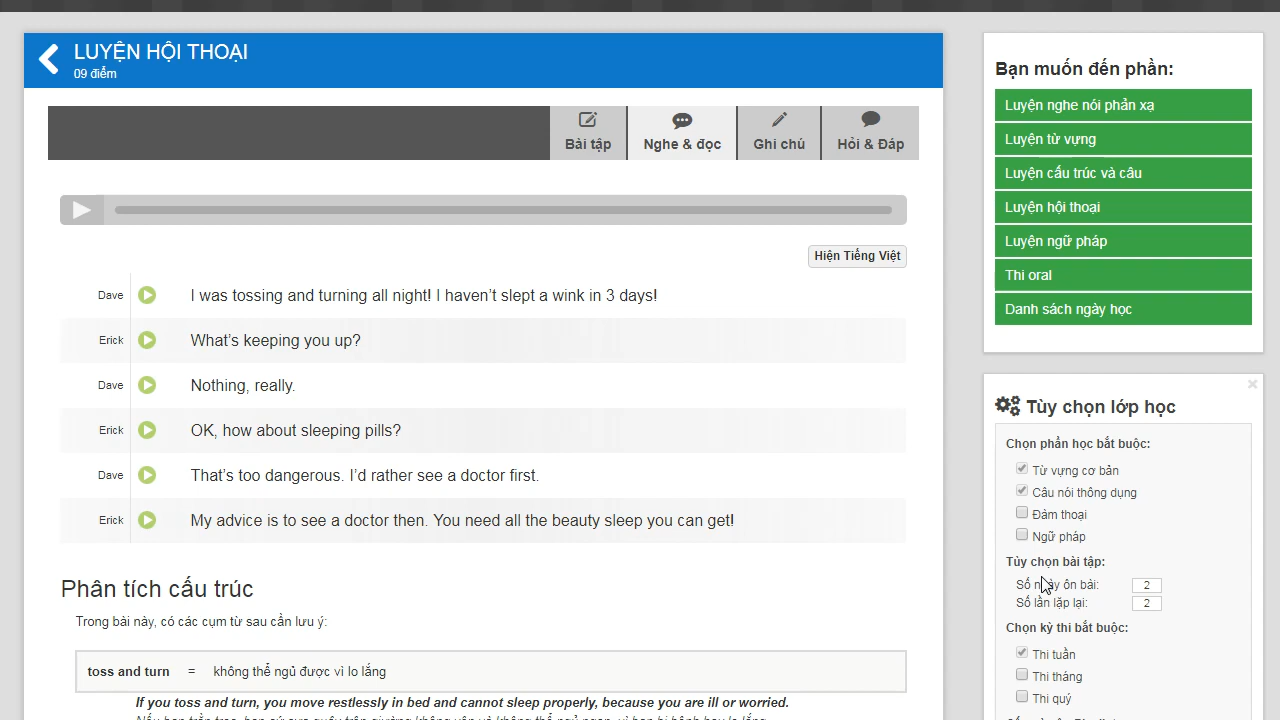 LUYỆN HỘI THOẠI
09 điểm
Bài tập
Nghe & đọc
Ghi chú
Hỏi & Đáp
Hiện Tiếng Việt
Dave I was tossing and turning all night! I haven’t slept a wink in 3 days!
Erick What’s keeping you up?
Dave Nothing, really.
Erick OK, how about sleeping pills?
Dave That’s too dangerous. I’d rather see a doctor first.
Erick My advice is to see a doctor then. You need all the beauty sleep you can get!
Phân tích cấu trúc
Trong bài này, có các cụm từ sau cần lưu ý:
toss and turn = không thể ngủ được vì lo lắng
If you toss and turn, you move restlessly in bed and cannot sleep properly, because you are ill or worried.
Bạn muốn đến phần:
Luyện nghe nói phản xạ
Luyện từ vựng
Luyện cấu trúc và câu
Luyện hội thoại
Luyện ngữ pháp
Thi oral
Danh sách ngày học
Tùy chọn lớp học
Chọn phần học bắt buộc:
Từ vựng cơ bản
Câu nói thông dụng
Đàm thoại
Ngữ pháp
Tùy chọn bài tập:
Số ngày ôn bài: 2
Số lần lặp lại: 2
Chọn kỳ thi bắt buộc:
Thi tuần
Thi tháng
Thi quý